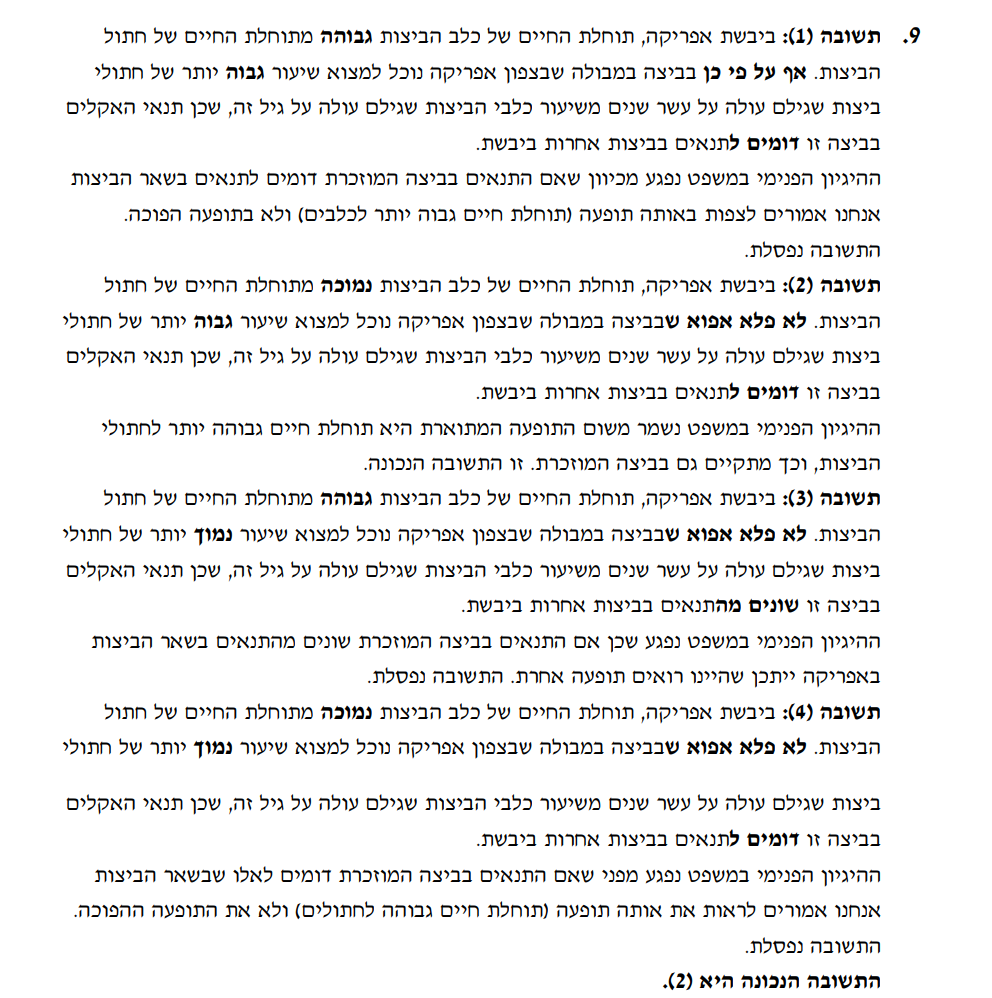 9. תשובה (1): ביבשת אפריקה, תוחלת החיים של כלב הביצות גבוהה מתוחלת החיים של חתול
הביצות. אף על פי כן בביצה במבולה שבצפון אפריקה נוכל למצוא שיעור גבוה יותר של חתולי
ביצות שגילם עולה על עשר שנים משיעור כלבי הביצות שגילם עולה על גיל זה, שכן תנאי האקלים
בביצה זו דומים לתנאים בביצות אחרות ביבשת.
ההיגיון הפנימי במשפט נפגע מכיוון שאם התנאים בביצה המוזכרת דומים לתנאים בשאר הביצות
אנחנו אמורים לצפות באותה תופעה (תוחלת חיים גבוה יותר לכלבים) ולא בתופעה הפוכה.
התשובה נפסלת.
תשובה (2): ביבשת אפריקה, תוחלת החיים של כלב הביצות נמוכה מתוחלת החיים של חתול
הביצות. לא פלא אפוא שבביצה במבולה שבצפון אפריקה נוכל למצוא שיעור גבוה יותר של חתולי
ביצות שגילם עולה על עשר שנים משיעור כלבי הביצות שגילם עולה על גיל זה, שכן תנאי האקלים
בביצה זו דומים לתנאים בביצות אחרות ביבשת.
ההיגיון הפנימי במשפט נשמר משום התופעה המתוארת היא תוחלת חיים גבוהה יותר לחתולי
הביצות, וכך מתקיים גם בביצה המוזכרת. זו התשובה הנכונה.
תשובה (3): ביבשת אפריקה, תוחלת החיים של כלב הביצות גבוהה מתוחלת החיים של חתול
הביצות. לא פלא אפוא שבביצה במבולה שבצפון אפריקה נוכל למצוא שיעור נמוך יותר של חתולי
ביצות שגילם עולה על עשר שנים משיעור כלבי הביצות שגילם עולה על גיל זה, שכן תנאי האקלים
בביצה זו שונים מהתנאים בביצות אחרות ביבשת.
ההיגיון הפנימי במשפט נפגע שכן אם התנאים בביצה המוזכרת שונים מהתנאים בשאר הביצות
באפריקה ייתכן שהיינו רואים תופעה אחרת. התשובה נפסלת.
תשובה (4): ביבשת אפריקה, תוחלת החיים של כלב הביצות נמוכה מתוחלת החיים של חתול
הביצות. לא פלא אפוא שבביצה במבולה שבצפון אפריקה נוכל למצוא שיעור נמוך יותר של חתולי
ביצות שגילם עולה על עשר שנים משיעור כלבי הביצות שגילם עולה על גיל זה, שכן תנאי האקלים
בביצה זו דומים לתנאים בביצות אחרות ביבשת.
ההיגיון הפנימי במשפט נפגע מפני שאם התנאים בביצה המוזכרת דומים לאלו שבשאר הביצות
אנחנו אמורים לראות את אותה תופעה (תוחלת חיים גבוהה לחתולים) ולא את התופעה ההפוכה.
התשובה נפסלת.
התשובה הנכונה היא (2).